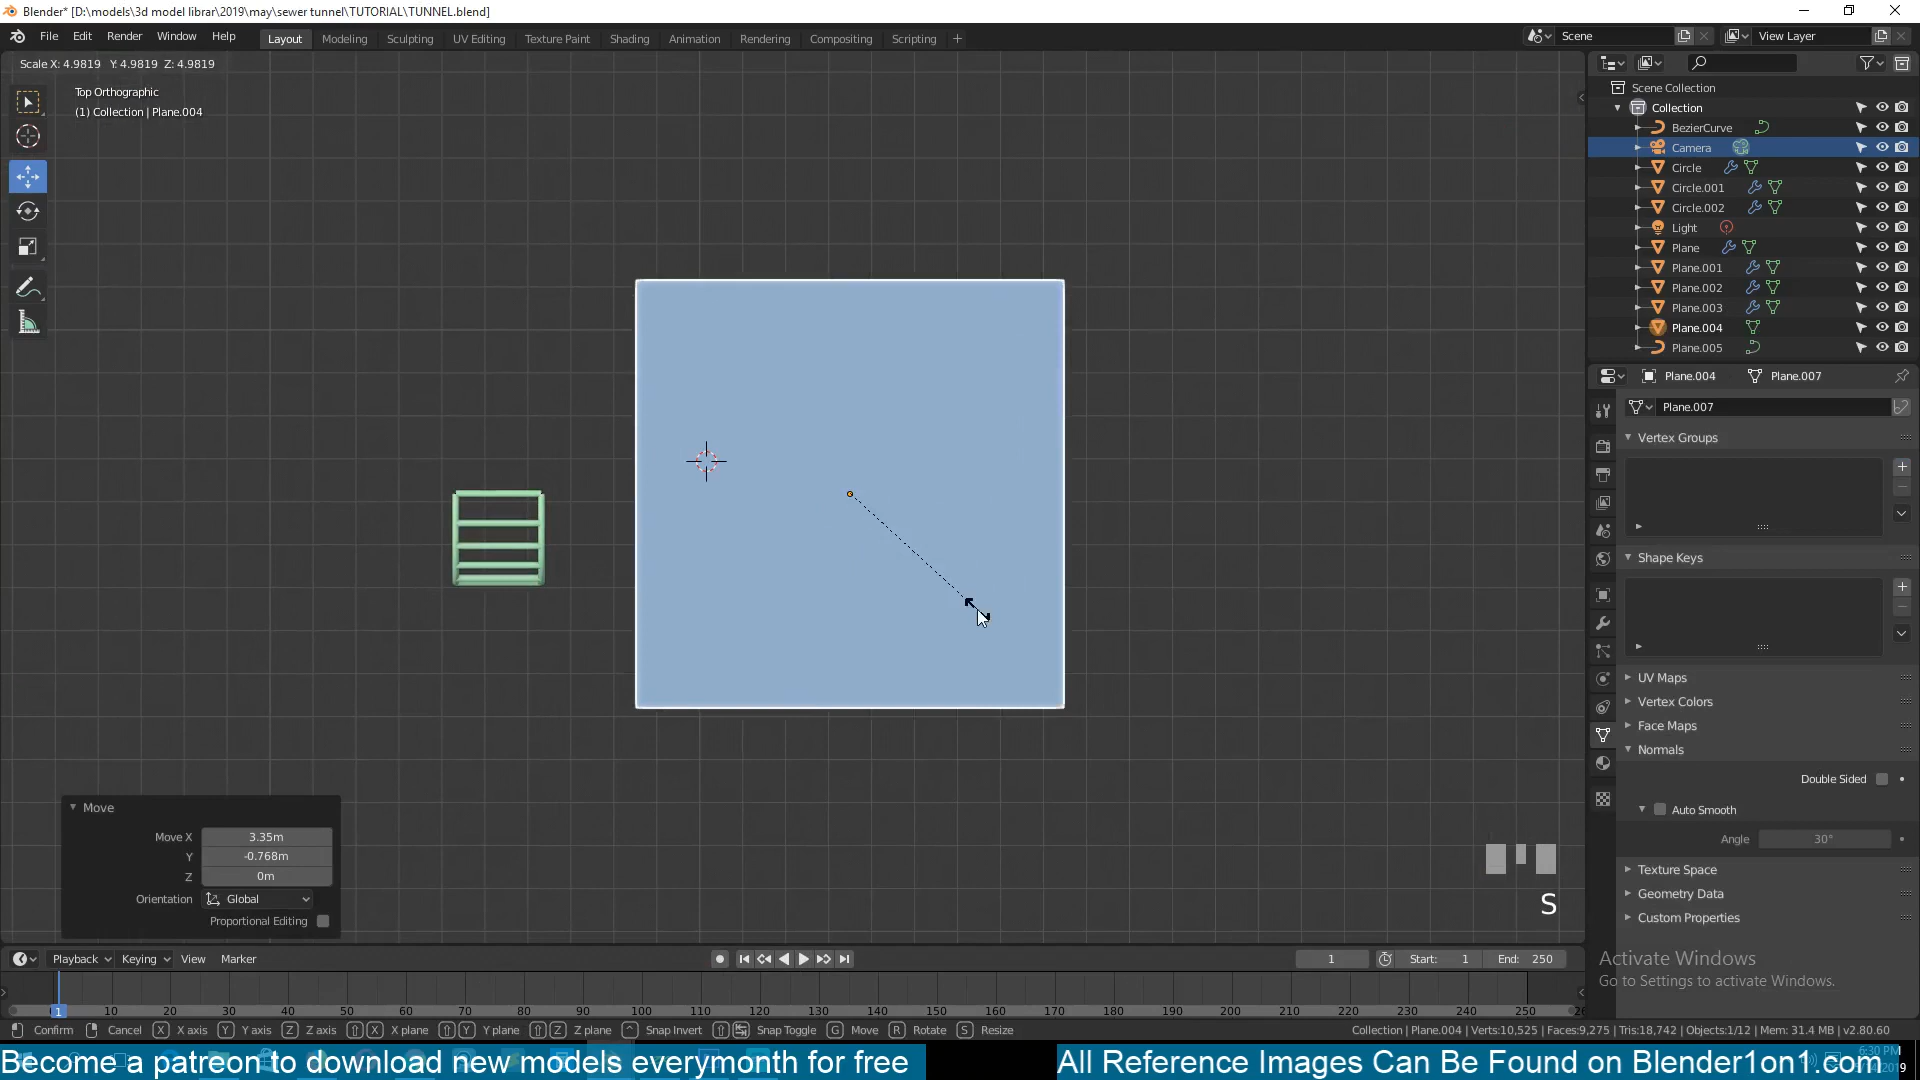 Blender* [D:\models\3d model librar\2019\may\sewer tunnel\TUTORIAL\TUNNEL.blend]
File Edit Render Window Help Layout Modeling Sculpting UV Editing Texture Paint Shading Animation Rendering Compositing Scripting + Scene View Layer
Scale X: 4.9819 Y: 4.9819 Z: 4.9819
Top Orthographic
(1) Collection | Plane.004
Scene Collection
Collection
BezierCurve
Camera
Circle
Circle.001
Circle.002
Light
Plane
Plane.001
Plane.002
Plane.003
Plane.004
Plane.005
Plane.004 Plane.007
Plane.007
Vertex Groups
Shape Keys
UV Maps
Vertex Colors
Face Maps
Normals
Double Sided
Auto Smooth
Angle 30°
Texture Space
Geometry Data
Custom Properties
Move
Move X 3.35m
Y -0.768m
Z 0m
Orientation Global
Proportional Editing
S
Activate Windows
Go to Settings to activate Windows.
Playback Keying View Marker 1 Start: 1 End: 250
1 10 20 30 40 50 60 70 80 90 100 110 120 130 140 150 160 170 180 190 200 210 220 230 240 250
Confirm Cancel X X axis Y Y axis Z Z axis X X plane Y Y plane Z Z plane Snap Invert Snap Toggle G Move R Rotate S Resize Collection | Plane.004 | Verts:10,525 | Faces:9,275 | Tris:18,742 | Objects:1/12 | Mem: 31.4 MB | v2.80.60
Become a patreon to download new models everymonth for free All Reference Images Can Be Found on Blender1on1.com
6:30 PM